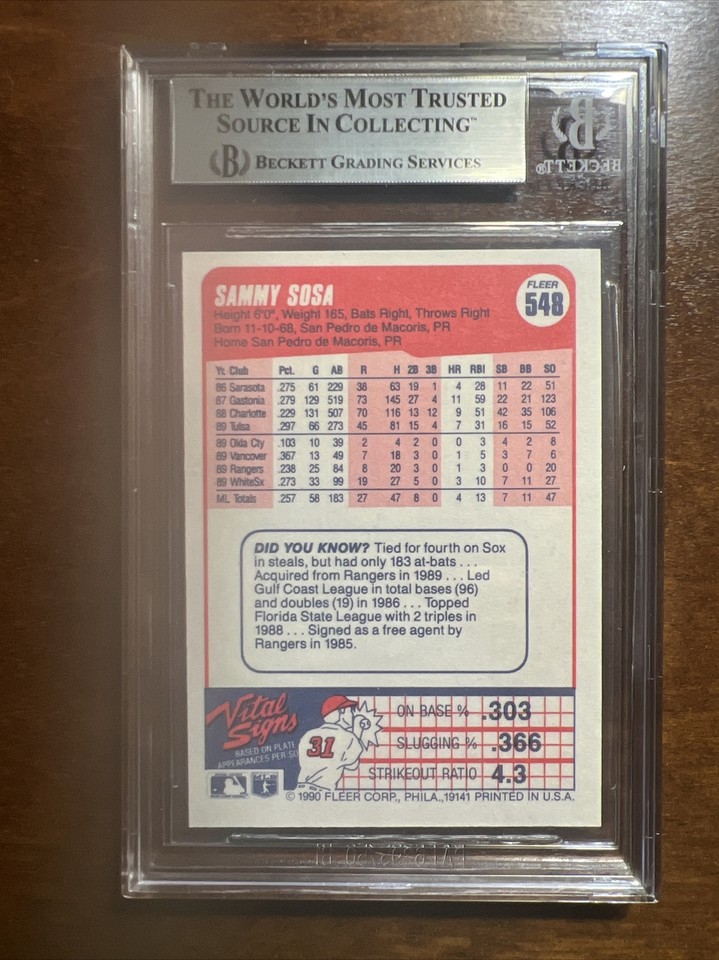 THE WORLD'S MOST TRUSTED
SOURCE IN COLLECTING™
B BECKETT GRADING SERVICES
B
BECKETT®
SAMMY SOSA
FLEER
548
Height 6'0", Weight 165, Bats Right, Throws Right
Born 11-10-68, San Pedro de Macoris, PR
Home San Pedro de Macoris, PR
Yr. Club Pct. G AB R H 2B 3B HR RBI SB BB SO
86 Sarasota .275 61 229 38 63 19 1 4 28 11 22 51
87 Gastonia .279 129 519 73 145 27 4 11 59 22 21 123
88 Charlotte .229 131 507 70 116 13 12 9 51 42 35 106
89 Tulsa .297 66 273 45 81 15 4 7 31 16 15 52
89 Okla Cty .103 10 39 2 4 2 0 0 3 4 2 8
89 Vancover .367 13 49 7 18 3 0 1 5 3 7 6
89 Rangers .238 25 84 8 20 3 0 1 3 0 0 20
89 WhiteSx .273 33 99 19 27 5 0 3 10 7 11 27
ML Totals .257 58 183 27 47 8 0 4 13 7 11 47
DID YOU KNOW? Tied for fourth on Sox
in steals, but had only 183 at-bats . . .
Acquired from Rangers in 1989 . . . Led
Gulf Coast League in total bases (96)
and doubles (19) in 1986 . . . Topped
Florida State League with 2 triples in
1988 . . . Signed as a free agent by
Rangers in 1985.
Vital
Signs
BASED ON PLATE
APPEARANCES PER SO
31
ON BASE % .303
SLUGGING % .366
STRIKEOUT RATIO 4.3
© 1990 FLEER CORP., PHILA., 19141 PRINTED IN U.S.A.